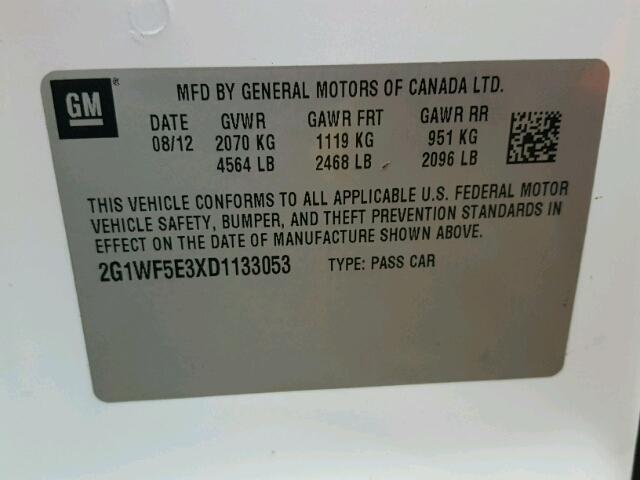 GM ®
MFD BY GENERAL MOTORS OF CANADA LTD.
DATE GVWR GAWR FRT GAWR RR
08/12 2070 KG 1119 KG 951 KG
4564 LB 2468 LB 2096 LB
THIS VEHICLE CONFORMS TO ALL APPLICABLE U.S. FEDERAL MOTOR
VEHICLE SAFETY, BUMPER, AND THEFT PREVENTION STANDARDS IN
EFFECT ON THE DATE OF MANUFACTURE SHOWN ABOVE.
2G1WF5E3XD1133053 TYPE: PASS CAR